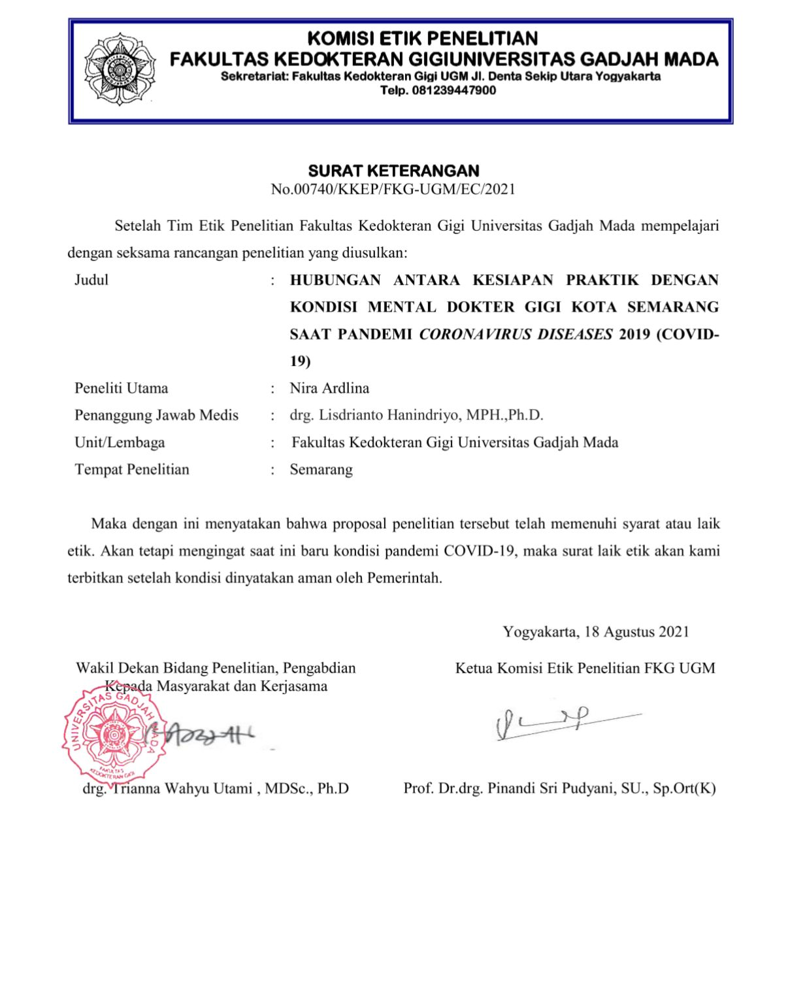 KOMISI ETIK PENELITIAN
FAKULTAS KEDOKTERAN GIGIUNIVERSITAS GADJAH MADA
Sekretariat: Fakultas Kedokteran Gigi UGM Jl. Denta Sekip Utara Yogyakarta
Telp. 081239447900
SURAT KETERANGAN
No.00740/KKEP/FKG-UGM/EC/2021
Setelah Tim Etik Penelitian Fakultas Kedokteran Gigi Universitas Gadjah Mada mempelajari
dengan seksama rancangan penelitian yang diusulkan:
Judul : HUBUNGAN ANTARA KESIAPAN PRAKTIK DENGAN
KONDISI MENTAL DOKTER GIGI KOTA SEMARANG
SAAT PANDEMI CORONAVIRUS DISEASES 2019 (COVID-
19)
Peneliti Utama : Nira Ardlina
Penanggung Jawab Medis : drg. Lisdrianto Hanindriyo, MPH.,Ph.D.
Unit/Lembaga : Fakultas Kedokteran Gigi Universitas Gadjah Mada
Tempat Penelitian : Semarang
Maka dengan ini menyatakan bahwa proposal penelitian tersebut telah memenuhi syarat atau laik
etik. Akan tetapi mengingat saat ini baru kondisi pandemi COVID-19, maka surat laik etik akan kami
terbitkan setelah kondisi dinyatakan aman oleh Pemerintah.
Yogyakarta, 18 Agustus 2021
Wakil Dekan Bidang Penelitian, Pengabdian
Kepada Masyarakat dan Kerjasama
Ketua Komisi Etik Penelitian FKG UGM
UNIVERSITAS GADJAH MADA
FAKULTAS
KEDOKTERAN GIGI
drg. Trianna Wahyu Utami , MDSc., Ph.D
Prof. Dr.drg. Pinandi Sri Pudyani, SU., Sp.Ort(K)